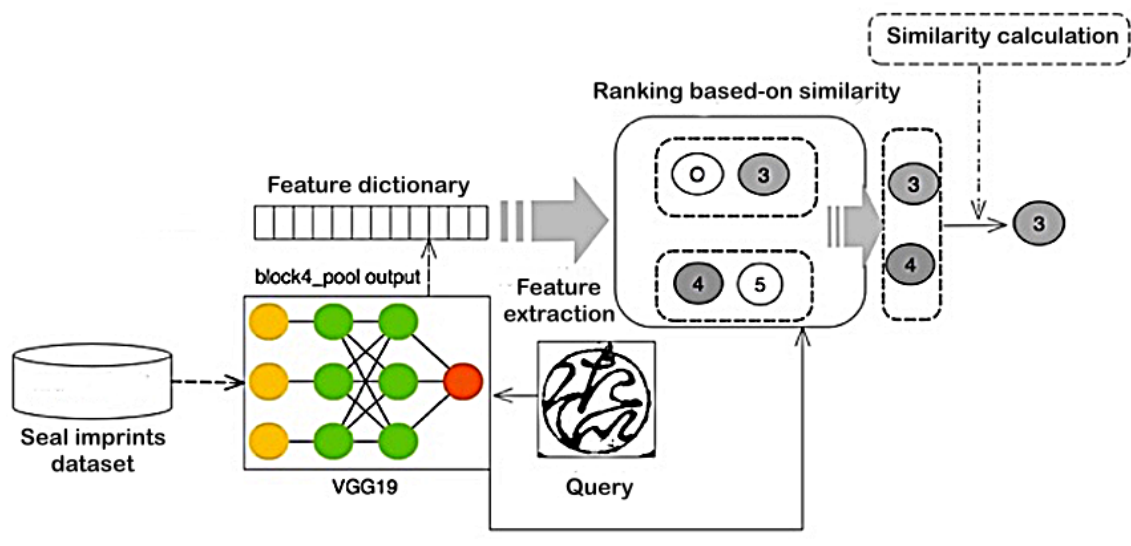 Similarity calculation
Ranking based-on similarity
O 3
3
3
4
4 5
Feature dictionary
block4_pool output
Feature
extraction
Seal imprints
dataset
VGG19
Query